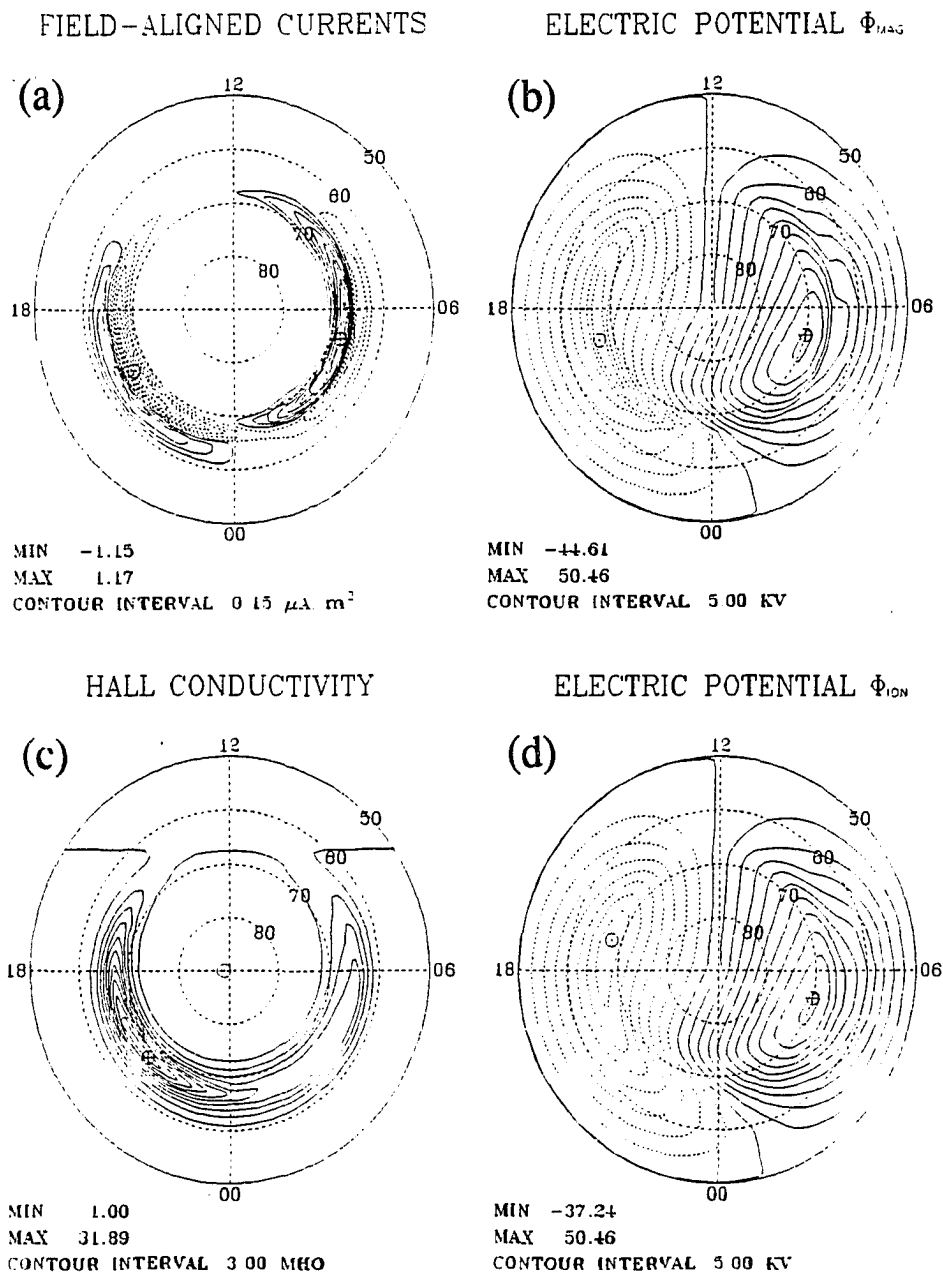 FIELD-ALIGNED CURRENTS
ELECTRIC POTENTIAL ΦMAG
(a)
12
50
60
70
80
18
06
00
MIN -1.15
MAX 1.17
CONTOUR INTERVAL 0.15 μA m²
(b)
12
50
60
70
80
18
06
00
MIN -44.61
MAX 50.46
CONTOUR INTERVAL 5.00 KV
HALL CONDUCTIVITY
ELECTRIC POTENTIAL ΦION
(c)
12
50
60
70
80
18
06
00
MIN 1.00
MAX 31.89
CONTOUR INTERVAL 3.00 MHO
(d)
12
50
60
70
80
18
06
00
MIN -37.24
MAX 50.46
CONTOUR INTERVAL 5.00 KV